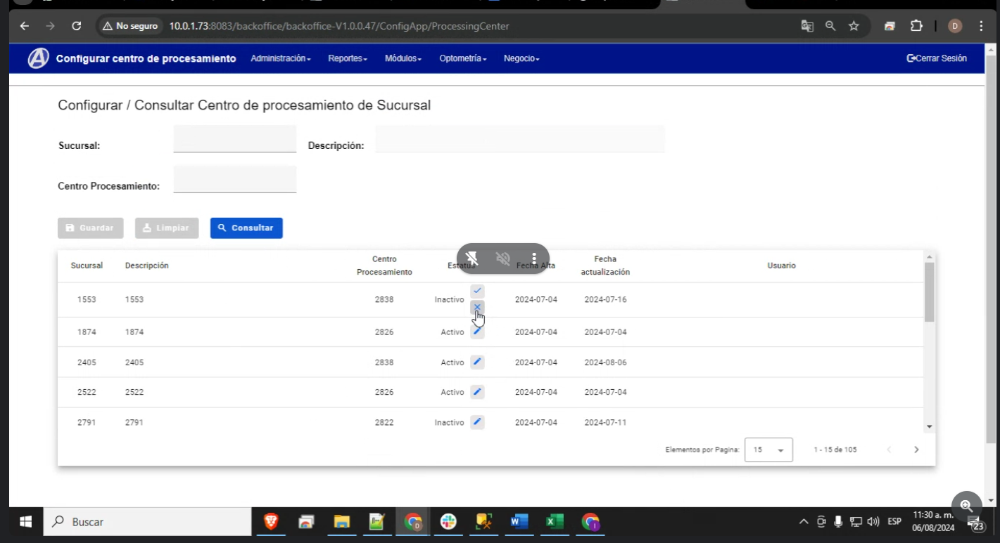 No seguro 10.0.1.73:8083/backoffice/backoffice-V1.0.0.47/ConfigApp/ProcessingCenter D
Configurar centro de procesamiento Administración Reportes Módulos Optometría Negocio Cerrar Sesión
Configurar / Consultar Centro de procesamiento de Sucursal
Sucursal: Descripción:
Centro Procesamiento:
Guardar Limpiar Consultar
Sucursal Descripción Centro Procesamiento Estatus Fecha Alta Fecha actualización Usuario
1553 1553 2838 Inactivo 2024-07-04 2024-07-16
1874 1874 2826 Activo 2024-07-04 2024-07-04
2405 2405 2838 Activo 2024-07-04 2024-08-06
2522 2522 2826 Activo 2024-07-04 2024-07-04
2791 2791 2822 Inactivo 2024-07-04 2024-07-11
Elementos por Pagina: 15 1 - 15 de 105
Buscar ESP 11:30 a. m.
06/08/2024 23